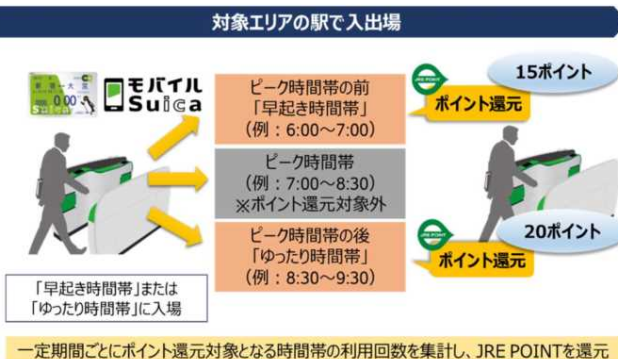 対象エリアの駅で入出場
モバイル
Suica
ピーク時間帯の前
「早起き時間帯」
(例:6:00~7:00)
JRE POINT
15ポイント
ポイント還元
ピーク時間帯
(例:7:00~8:30)
※ポイント還元対象外
ピーク時間帯の後
「ゆったり時間帯」
(例:8:30~9:30)
JRE POINT
20ポイント
ポイント還元
「早起き時間帯」または
「ゆったり時間帯」に入場
一定期間ごとにポイント還元対象となる時間帯の利用回数を集計し、JRE POINTを還元